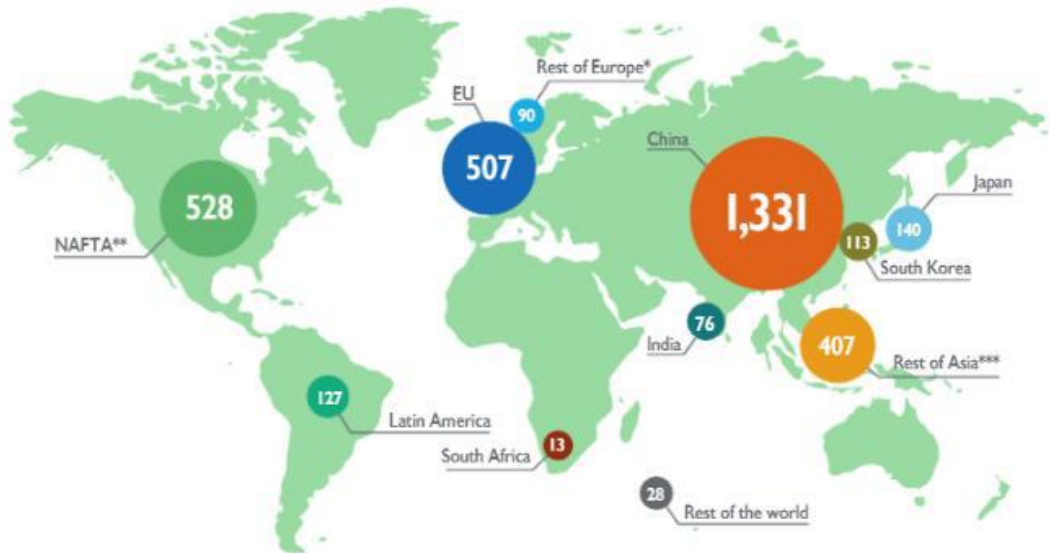 Rest of Europe*
90
EU
507
China
1,331
Japan
140
113
South Korea
528
NAFTA**
76
India
407
Rest of Asia***
127
Latin America
13
South Africa
28
Rest of the world